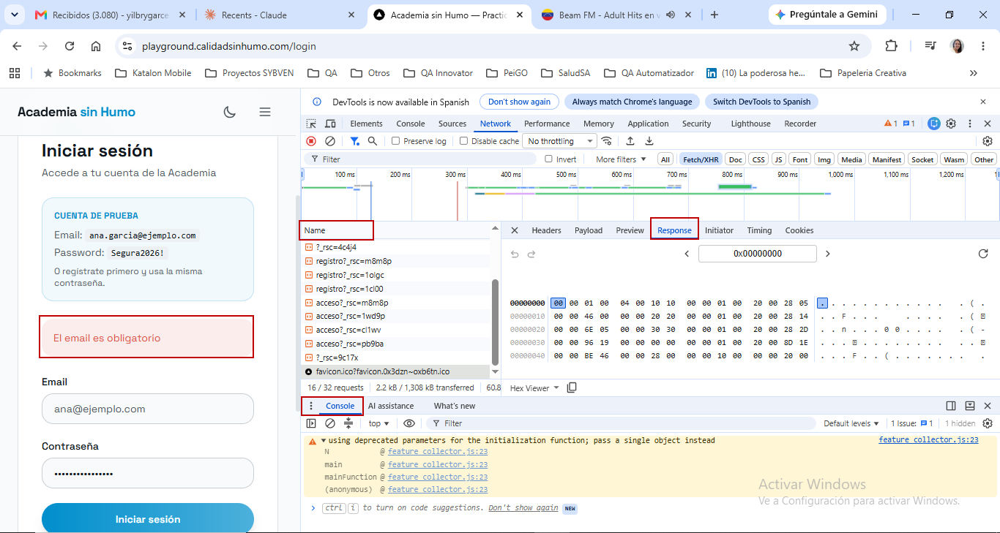 Recibidos (3.080) - yilbrygarce
Recents - Claude
Academia sin Humo — Practic
Beam FM - Adult Hits en v
Pregúntale a Gemini
playground.calidadsinhumo.com/login
Bookmarks
Katalon Mobile
Proyectos SYBVEN
QA
Otros
QA Innovator
PeiGO
SaludSA
QA Automatizador
(10) La poderosa he...
Papeleria Creativa
Academia sin Humo
Iniciar sesión
Accede a tu cuenta de la Academia
CUENTA DE PRUEBA
Email: ana.garcia@ejemplo.com
Password: Segura2026!
O regístrate primero y usa la misma
contraseña.
El email es obligatorio
Email
ana@ejemplo.com
Contraseña
••••••••••••••••
Iniciar sesión
DevTools is now available in Spanish
Don't show again
Always match Chrome's language
Switch DevTools to Spanish
Elements Console Sources Network Performance Memory Application Security Lighthouse Recorder
1 1
Preserve log Disable cache No throttling
Filter Invert More filters All Fetch/XHR Doc CSS JS Font Img Media Manifest Socket Wasm Other
100 ms 200 ms 300 ms 400 ms 500 ms 600 ms 700 ms 800 ms 900 ms 1,000 ms 1,100 ms 1,200 ms
Name
?_rsc=4c4j4
registro?_rsc=m8m8p
registro?_rsc=1oigc
registro?_rsc=1cl00
acceso?_rsc=m8m8p
acceso?_rsc=1wd9p
acceso?_rsc=cl1wv
acceso?_rsc=pb9ba
?_rsc=9c17x
favicon.ico?favicon.0x3dzn~oxb6tn.ico
16 / 32 requests 2.2 kB / 1,308 kB transferred 60.8
Headers Payload Preview Response Initiator Timing Cookies
0x00000000
00000000 00 00 01 00 04 00 10 10 00 00 01 00 20 00 28 05 . . . . . . . . . . . . . ( .
00000010 00 00 46 00 00 00 20 20 00 00 01 00 20 00 28 14 . . F . . . . . . . . (
00000020 00 00 6E 05 00 00 30 30 00 00 01 00 20 00 28 2D . . n . . . 0 0 . . . . . ( -
00000030 00 00 96 19 00 00 00 00 00 00 01 00 20 00 8D 1E
00000040 00 00 BE 46 00 00 28 00 00 00 10 00 00 00 20 00 . . . F . . ( . . . . . . . .
Hex Viewer
Console AI assistance What's new
top Filter Default levels 1 Issue: 1 1 hidden
using deprecated parameters for the initialization function; pass a single object instead feature_collector.js:23
N @ feature_collector.js:23
main @ feature_collector.js:23
mainFunction @ feature_collector.js:23
(anonymous) @ feature_collector.js:23
ctrl i to turn on code suggestions. Don't show again NEW
Activar Windows
Ve a Configuración para activar Windows.